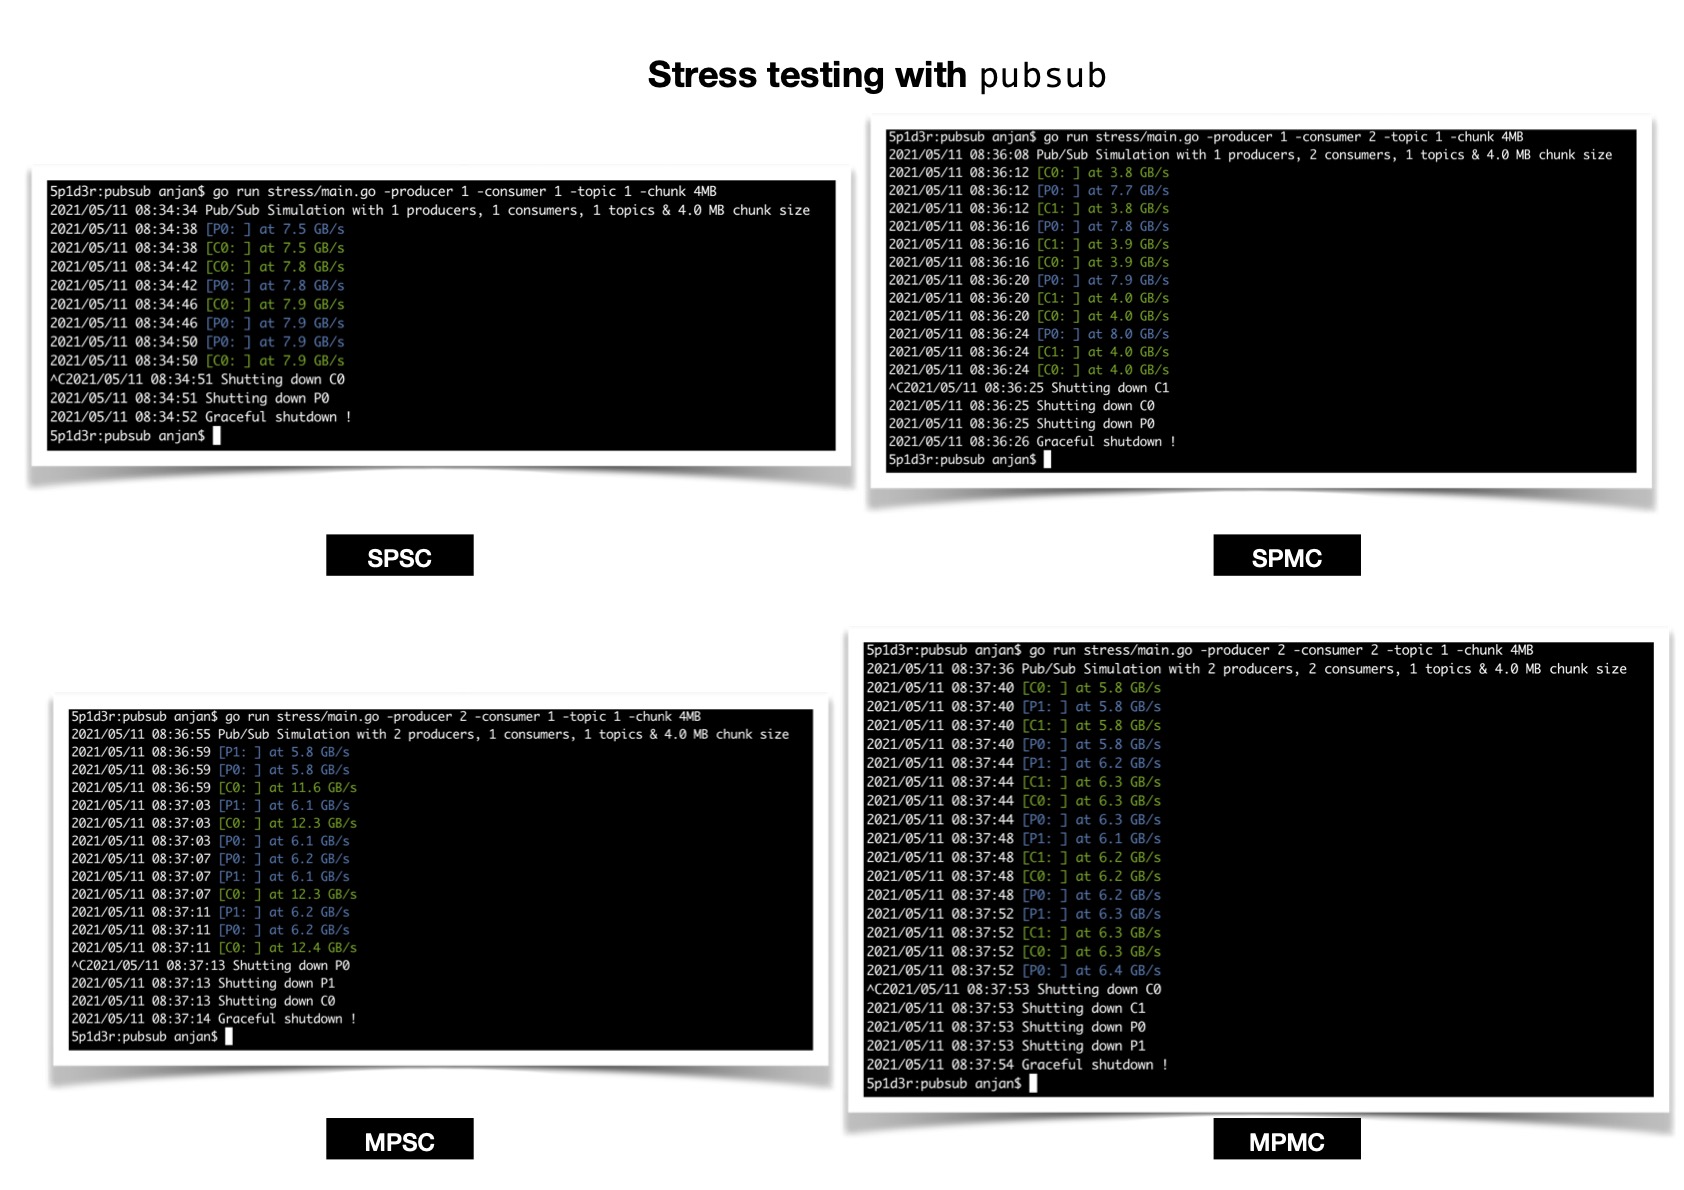 Stress testing with pubsub
5p1d3r:pubsub anjan$ go run stress/main.go -producer 1 -consumer 1 -topic 1 -chunk 4MB
2021/05/11 08:34:34 Pub/Sub Simulation with 1 producers, 1 consumers, 1 topics & 4.0 MB chunk size
2021/05/11 08:34:38 [P0: ] at 7.5 GB/s
2021/05/11 08:34:38 [C0: ] at 7.5 GB/s
2021/05/11 08:34:42 [C0: ] at 7.8 GB/s
2021/05/11 08:34:42 [P0: ] at 7.8 GB/s
2021/05/11 08:34:46 [C0: ] at 7.9 GB/s
2021/05/11 08:34:46 [P0: ] at 7.9 GB/s
2021/05/11 08:34:50 [P0: ] at 7.9 GB/s
2021/05/11 08:34:50 [C0: ] at 7.9 GB/s
^C2021/05/11 08:34:51 Shutting down C0
2021/05/11 08:34:51 Shutting down P0
2021/05/11 08:34:52 Graceful shutdown !
5p1d3r:pubsub anjan$
SPSC
5p1d3r:pubsub anjan$ go run stress/main.go -producer 1 -consumer 2 -topic 1 -chunk 4MB
2021/05/11 08:36:08 Pub/Sub Simulation with 1 producers, 2 consumers, 1 topics & 4.0 MB chunk size
2021/05/11 08:36:12 [C0: ] at 3.8 GB/s
2021/05/11 08:36:12 [P0: ] at 7.7 GB/s
2021/05/11 08:36:12 [C1: ] at 3.8 GB/s
2021/05/11 08:36:16 [P0: ] at 7.8 GB/s
2021/05/11 08:36:16 [C1: ] at 3.9 GB/s
2021/05/11 08:36:16 [C0: ] at 3.9 GB/s
2021/05/11 08:36:20 [P0: ] at 7.9 GB/s
2021/05/11 08:36:20 [C1: ] at 4.0 GB/s
2021/05/11 08:36:20 [C0: ] at 4.0 GB/s
2021/05/11 08:36:24 [P0: ] at 8.0 GB/s
2021/05/11 08:36:24 [C1: ] at 4.0 GB/s
2021/05/11 08:36:24 [C0: ] at 4.0 GB/s
^C2021/05/11 08:36:25 Shutting down C1
2021/05/11 08:36:25 Shutting down C0
2021/05/11 08:36:25 Shutting down P0
2021/05/11 08:36:26 Graceful shutdown !
5p1d3r:pubsub anjan$
SPMC
5p1d3r:pubsub anjan$ go run stress/main.go -producer 2 -consumer 1 -topic 1 -chunk 4MB
2021/05/11 08:36:55 Pub/Sub Simulation with 2 producers, 1 consumers, 1 topics & 4.0 MB chunk size
2021/05/11 08:36:59 [P1: ] at 5.8 GB/s
2021/05/11 08:36:59 [P0: ] at 5.8 GB/s
2021/05/11 08:36:59 [C0: ] at 11.6 GB/s
2021/05/11 08:37:03 [P1: ] at 6.1 GB/s
2021/05/11 08:37:03 [C0: ] at 12.3 GB/s
2021/05/11 08:37:03 [P0: ] at 6.1 GB/s
2021/05/11 08:37:07 [P0: ] at 6.2 GB/s
2021/05/11 08:37:07 [P1: ] at 6.1 GB/s
2021/05/11 08:37:07 [C0: ] at 12.3 GB/s
2021/05/11 08:37:11 [P1: ] at 6.2 GB/s
2021/05/11 08:37:11 [P0: ] at 6.2 GB/s
2021/05/11 08:37:11 [C0: ] at 12.4 GB/s
^C2021/05/11 08:37:13 Shutting down P0
2021/05/11 08:37:13 Shutting down P1
2021/05/11 08:37:13 Shutting down C0
2021/05/11 08:37:14 Graceful shutdown !
5p1d3r:pubsub anjan$
MPSC
5p1d3r:pubsub anjan$ go run stress/main.go -producer 2 -consumer 2 -topic 1 -chunk 4MB
2021/05/11 08:37:36 Pub/Sub Simulation with 2 producers, 2 consumers, 1 topics & 4.0 MB chunk size
2021/05/11 08:37:40 [C0: ] at 5.8 GB/s
2021/05/11 08:37:40 [P1: ] at 5.8 GB/s
2021/05/11 08:37:40 [C1: ] at 5.8 GB/s
2021/05/11 08:37:40 [P0: ] at 5.8 GB/s
2021/05/11 08:37:44 [P1: ] at 6.2 GB/s
2021/05/11 08:37:44 [C1: ] at 6.3 GB/s
2021/05/11 08:37:44 [C0: ] at 6.3 GB/s
2021/05/11 08:37:44 [P0: ] at 6.3 GB/s
2021/05/11 08:37:48 [P1: ] at 6.1 GB/s
2021/05/11 08:37:48 [C1: ] at 6.2 GB/s
2021/05/11 08:37:48 [C0: ] at 6.2 GB/s
2021/05/11 08:37:48 [P0: ] at 6.2 GB/s
2021/05/11 08:37:52 [P1: ] at 6.3 GB/s
2021/05/11 08:37:52 [C1: ] at 6.3 GB/s
2021/05/11 08:37:52 [C0: ] at 6.3 GB/s
2021/05/11 08:37:52 [P0: ] at 6.4 GB/s
^C2021/05/11 08:37:53 Shutting down C0
2021/05/11 08:37:53 Shutting down C1
2021/05/11 08:37:53 Shutting down P0
2021/05/11 08:37:53 Shutting down P1
2021/05/11 08:37:54 Graceful shutdown !
5p1d3r:pubsub anjan$
MPMC